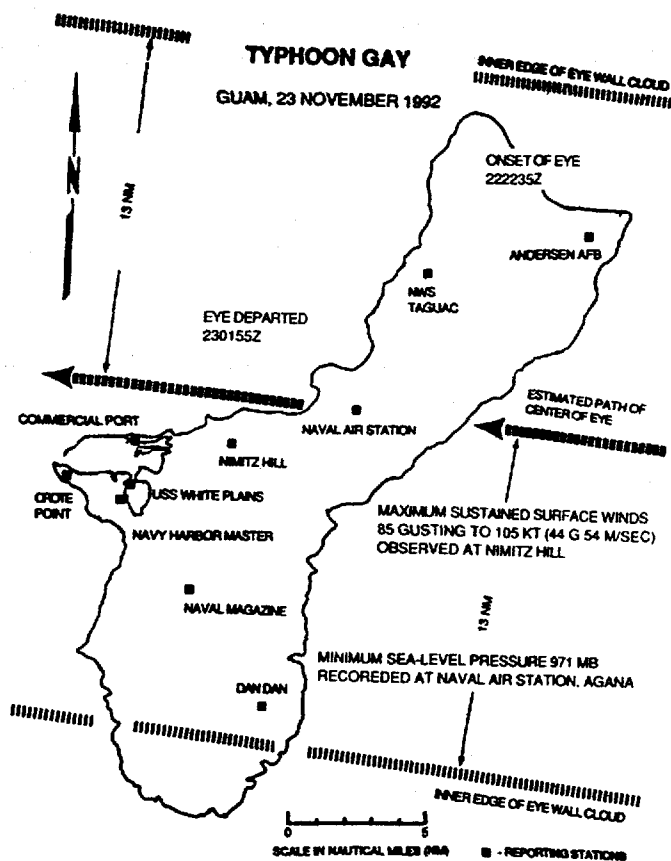 TYPHOON GAY
GUAM, 23 NOVEMBER 1992
INNER EDGE OF EYE WALL CLOUD
N
13 NM
ONSET OF EYE
222235Z
ANDERSEN AFB
NWS
TAGUAC
EYE DEPARTED
230155Z
ESTIMATED PATH OF
CENTER OF EYE
COMMERCIAL PORT
NAVAL AIR STATION
NIMITZ HILL
OROTE
POINT
USS WHITE PLAINS
NAVY HARBOR MASTER
MAXIMUM SUSTAINED SURFACE WINDS
85 GUSTING TO 105 KT (44 G 54 M/SEC)
OBSERVED AT NIMITZ HILL
NAVAL MAGAZINE
13 NM
MINIMUM SEA-LEVEL PRESSURE 971 MB
RECOREDED AT NAVAL AIR STATION, AGANA
DAN DAN
INNER EDGE OF EYE WALL CLOUD
0 5
SCALE IN NAUTICAL MILES (NM)
- REPORTING STATIONS